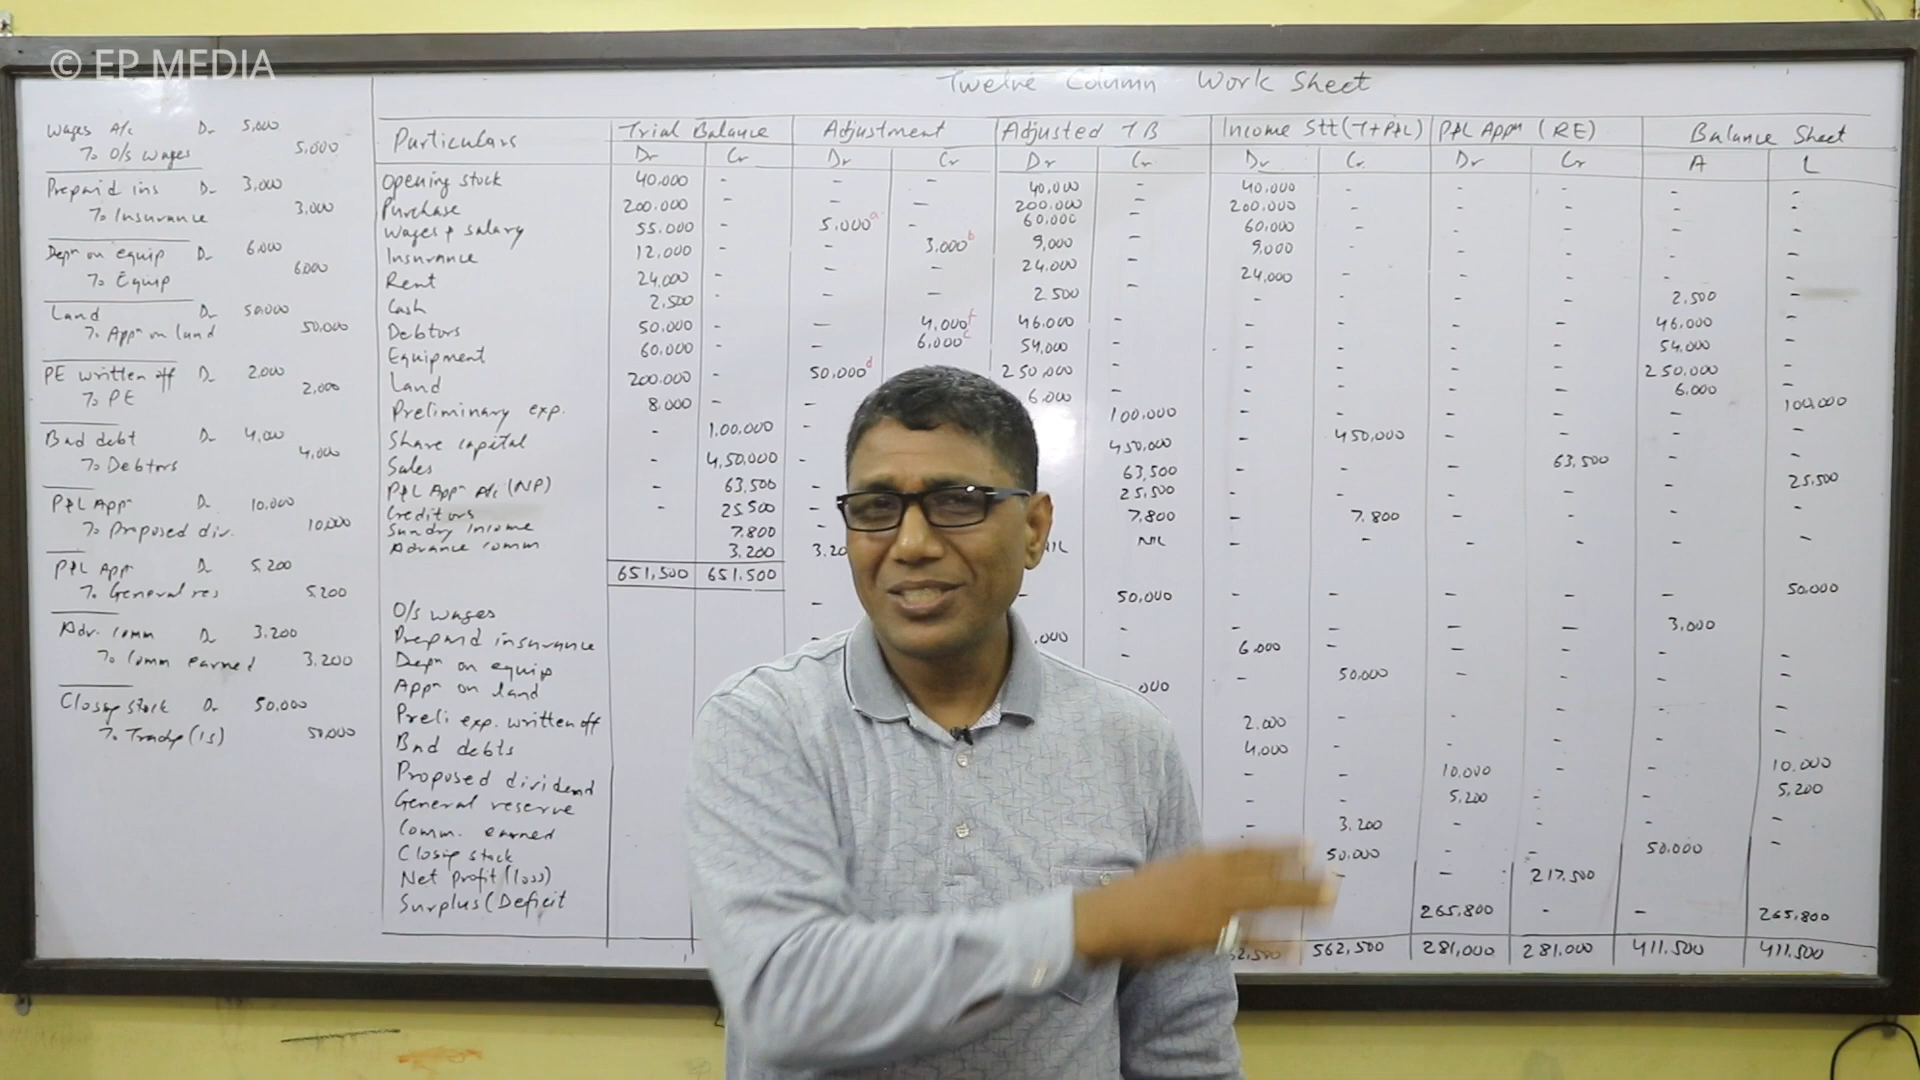 © EP MEDIA
Twelve Column Work Sheet
Wages A/c Dr 5,000
To O/s wages 5,000
Prepaid ins Dr 3,000
To Insurance 3,000
Depn on equip Dr 6,000
To Equip 6,000
Land Dr 50,000
To Appn on land 50,000
PE written off Dr 2,000
To PE 2,000
Bad debt Dr 4,000
To Debtors 4,000
P&L Appn Dr 10,000
To Proposed div. 10,000
P&L App Dr 5,200
To General res 5,200
Adv. comm Dr 3,200
To Comm earned 3,200
Closing stock Dr 50,000
To Trading (IS) 50,000
Particulars Trial Balance Adjustment Adjusted TB Income Stt (T+P&L) P&L Appn (RE) Balance Sheet
Dr Cr Dr Cr Dr Cr Dr Cr Dr Cr A L
Opening stock 40,000 - - - 40,000 - 40,000 - - - - -
Purchase 200,000 - - - 200,000 - 200,000 - - - - -
Wages & salary 55,000 - 5,000a - 60,000 - 60,000 - - - - -
Insurance 12,000 - - 3,000b 9,000 - 9,000 - - - - -
Rent 24,000 - - - 24,000 - 24,000 - - - - -
Cash 2,500 - - - 2,500 - - - - - 2,500 -
Debtors 50,000 - - 4,000f 46,000 - - - - - 46,000 -
Equipment 60,000 - - 6,000c 54,000 - - - - - 54,000 -
Land 200,000 - 50,000d 250,000 - - - - - 250,000 -
Preliminary exp. 8,000 - - 6,000 - - - - 6,000 -
Share capital - 1,00,000 - 100,000 - - - - - 100,000
Sales - 4,50,000 - 450,000 - 450,000 - - - -
P&L Appn A/c (NP) - 63,500 63,500 - - - 63,500 - -
Creditors - 25,500 25,500 - - - - - 25,500
Sundry Income 7,800 - 7,800 - 7,800 - - - -
Advance comm 3,200 3,20 NIL NIL - - - - - -
651,500 651,500
O/s wages - 50,000 - - - - - 50,000
Prepaid insurance ,000 - - - - - 3,000
Depn on equip - 6,000 - - - - -
Appn on land 000 - 50,000 - - - -
Preli exp. written off 2,000 - - - - -
Bad debts 4,000 - - - - -
Proposed dividend - - 10,000 - - 10,000
General reserve - - 5,200 - - 5,200
Comm. earned - 3,200 - - - -
Closing stock 50,000 - - 50,000 -
Net profit (loss) - - 217,500
Surplus (Deficit 265,800 - - 265,800
62,500 562,500 281,000 281,000 411,500 411,500